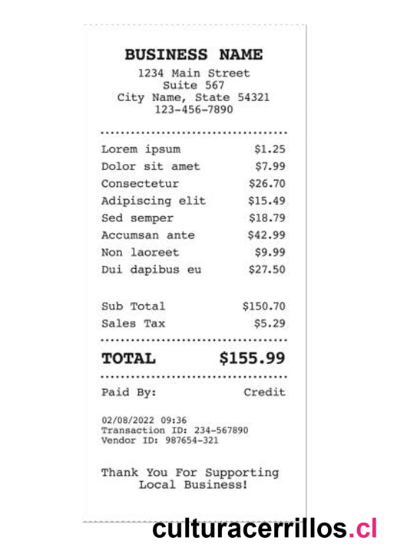 BUSINESS NAME
1234 Main Street
Suite 567
City Name, State 54321
123-456-7890
Lorem ipsum $1.25
Dolor sit amet $7.99
Consectetur $26.70
Adipiscing elit $15.49
Sed semper $18.79
Accumsan ante $42.99
Non laoreet $9.99
Dui dapibus eu $27.50
Sub Total $150.70
Sales Tax $5.29
TOTAL $155.99
Paid By: Credit
02/08/2022 09:36
Transaction ID: 234-567890
Vendor ID: 987654-321
Thank You For Supporting
Local Business!
culturacerrillos.cl